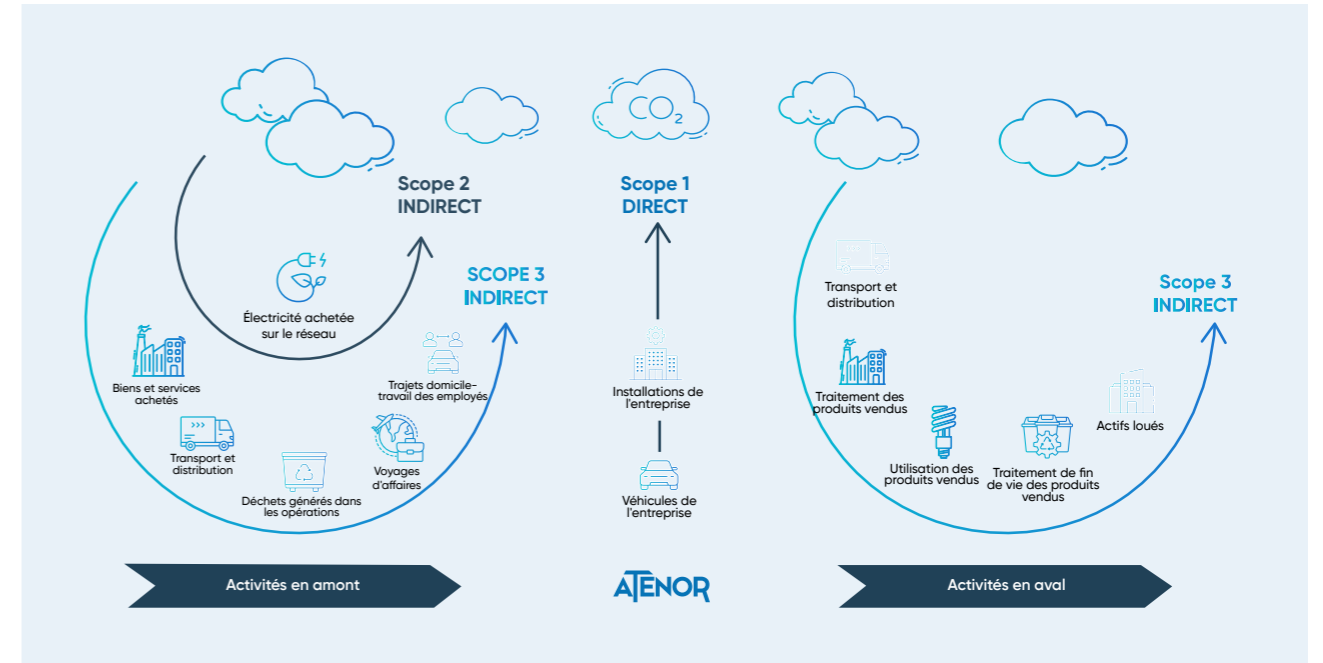 CO2
Scope 2
INDIRECT
Scope 1
DIRECT
SCOPE 3
INDIRECT
Électricité achetée
sur le réseau
Biens et services
achetés
Trajets domicile-
travail des employés
Transport et
distribution
Voyages
d'affaires
Déchets générés dans
les opérations
Installations de
l'entreprise
Véhicules de
l'entreprise
Transport et
distribution
Scope 3
INDIRECT
Traitement des
produits vendus
Actifs loués
Utilisation des
produits vendus
Traitement de fin
de vie des produits
vendus
Activités en amont
ATENOR
Activités en aval